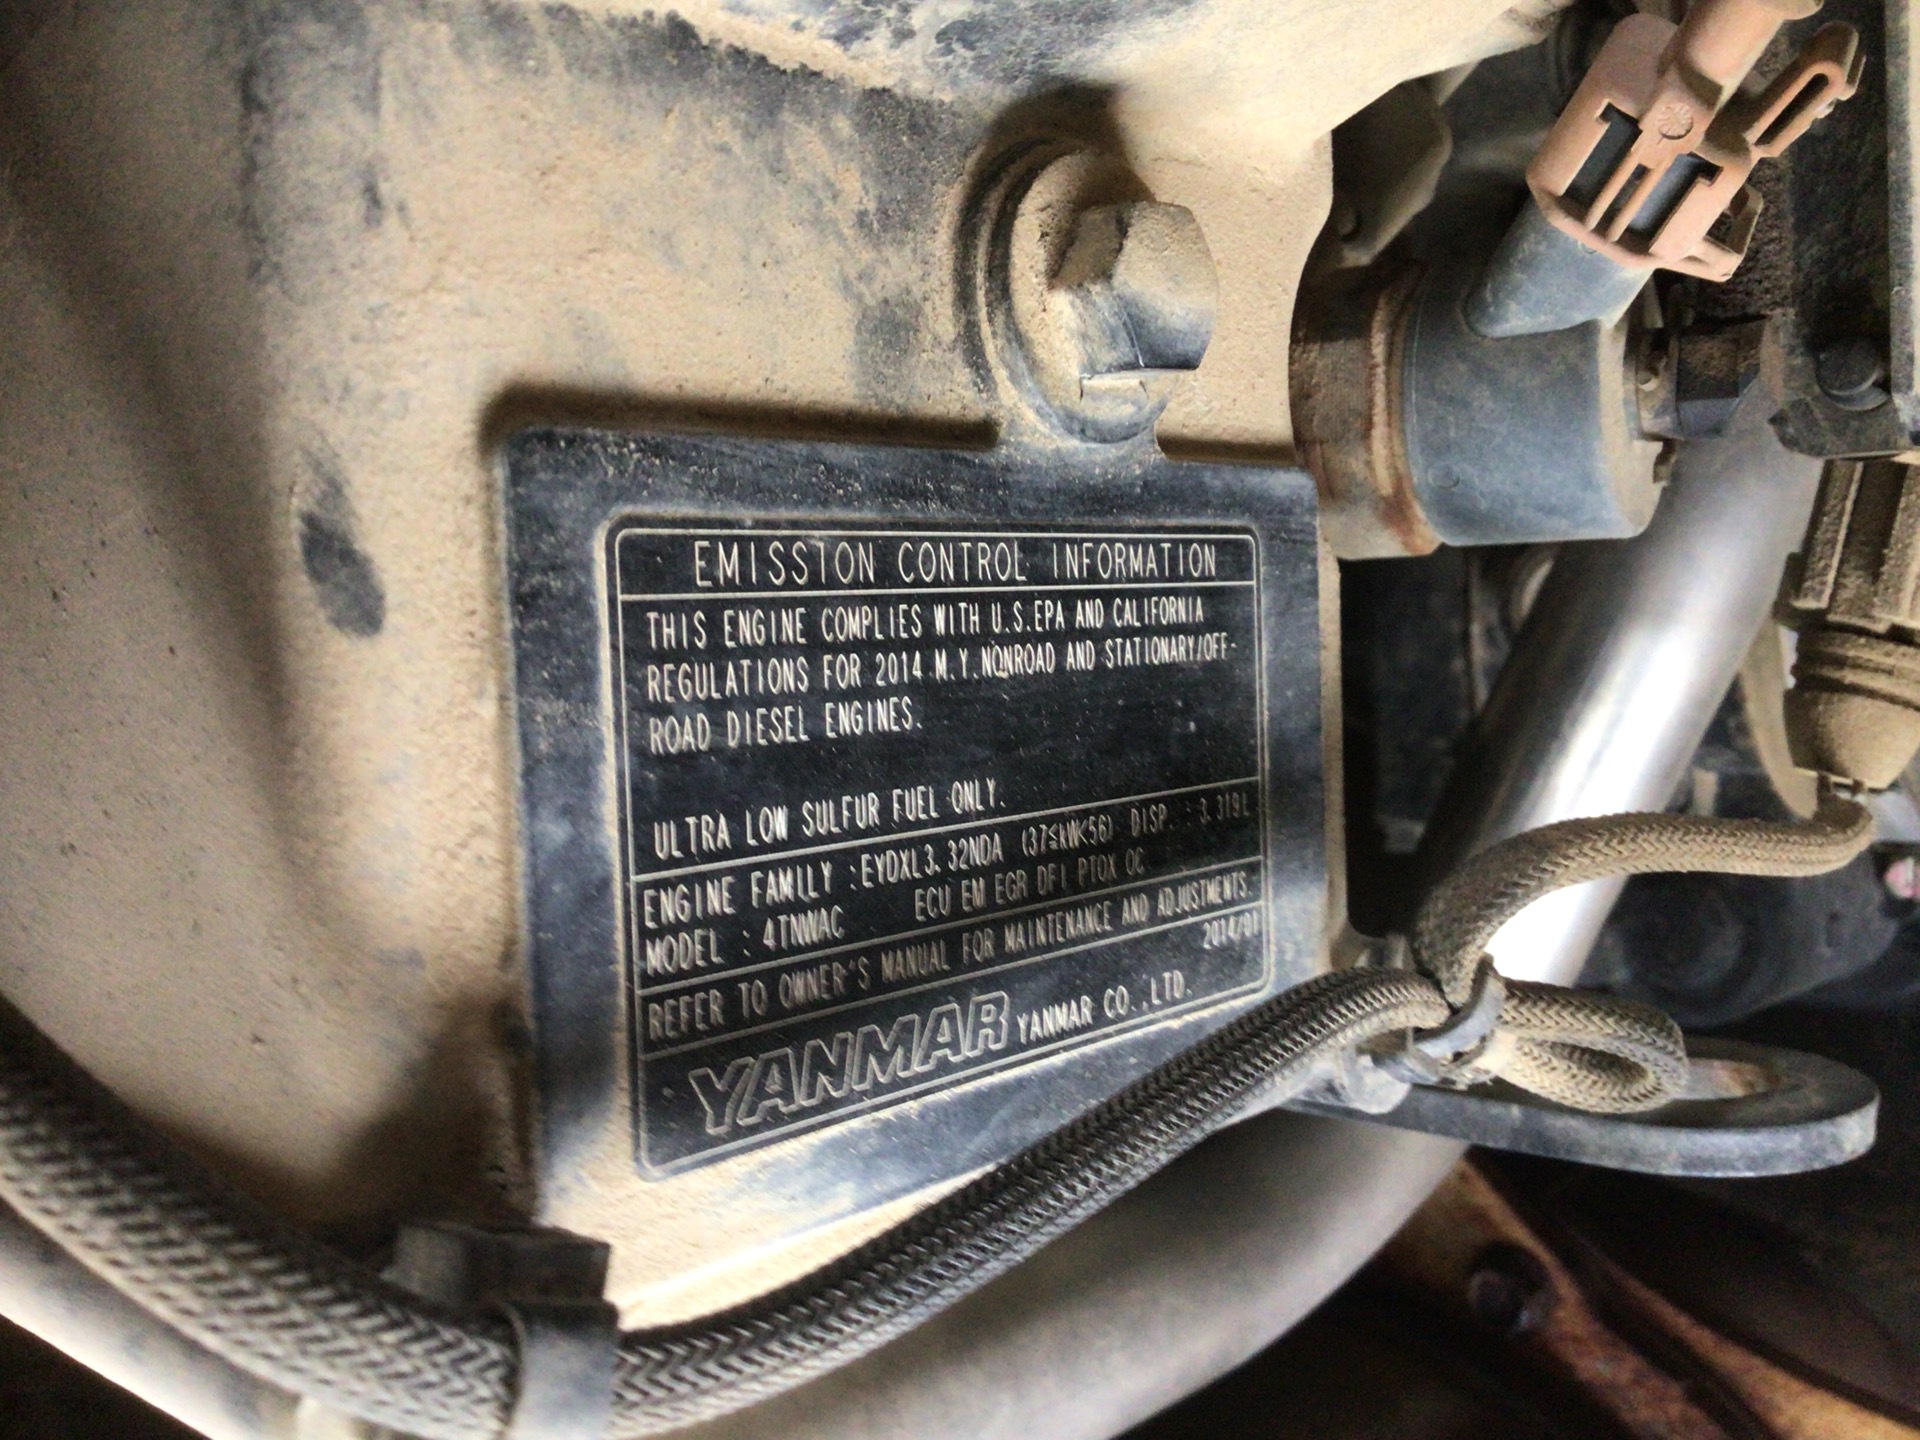 EMISSION CONTROL INFORMATION
THIS ENGINE COMPLIES WITH U.S.EPA AND CALIFORNIA
REGULATIONS FOR 2014 M.Y.NONROAD AND STATIONARY/OFF-
ROAD DIESEL ENGINES.
ULTRA LOW SULFUR FUEL ONLY.
ENGINE FAMILY :EYDXL3.32NDA (37≤kW<56) DISP. : 3.319L
MODEL : 4TNWAC ECU EM EGR DFI PTOX OC
REFER TO OWNER'S MANUAL FOR MAINTENANCE AND ADJUSTMENTS.
2014/01
YANMAR YANMAR CO.,LTD.